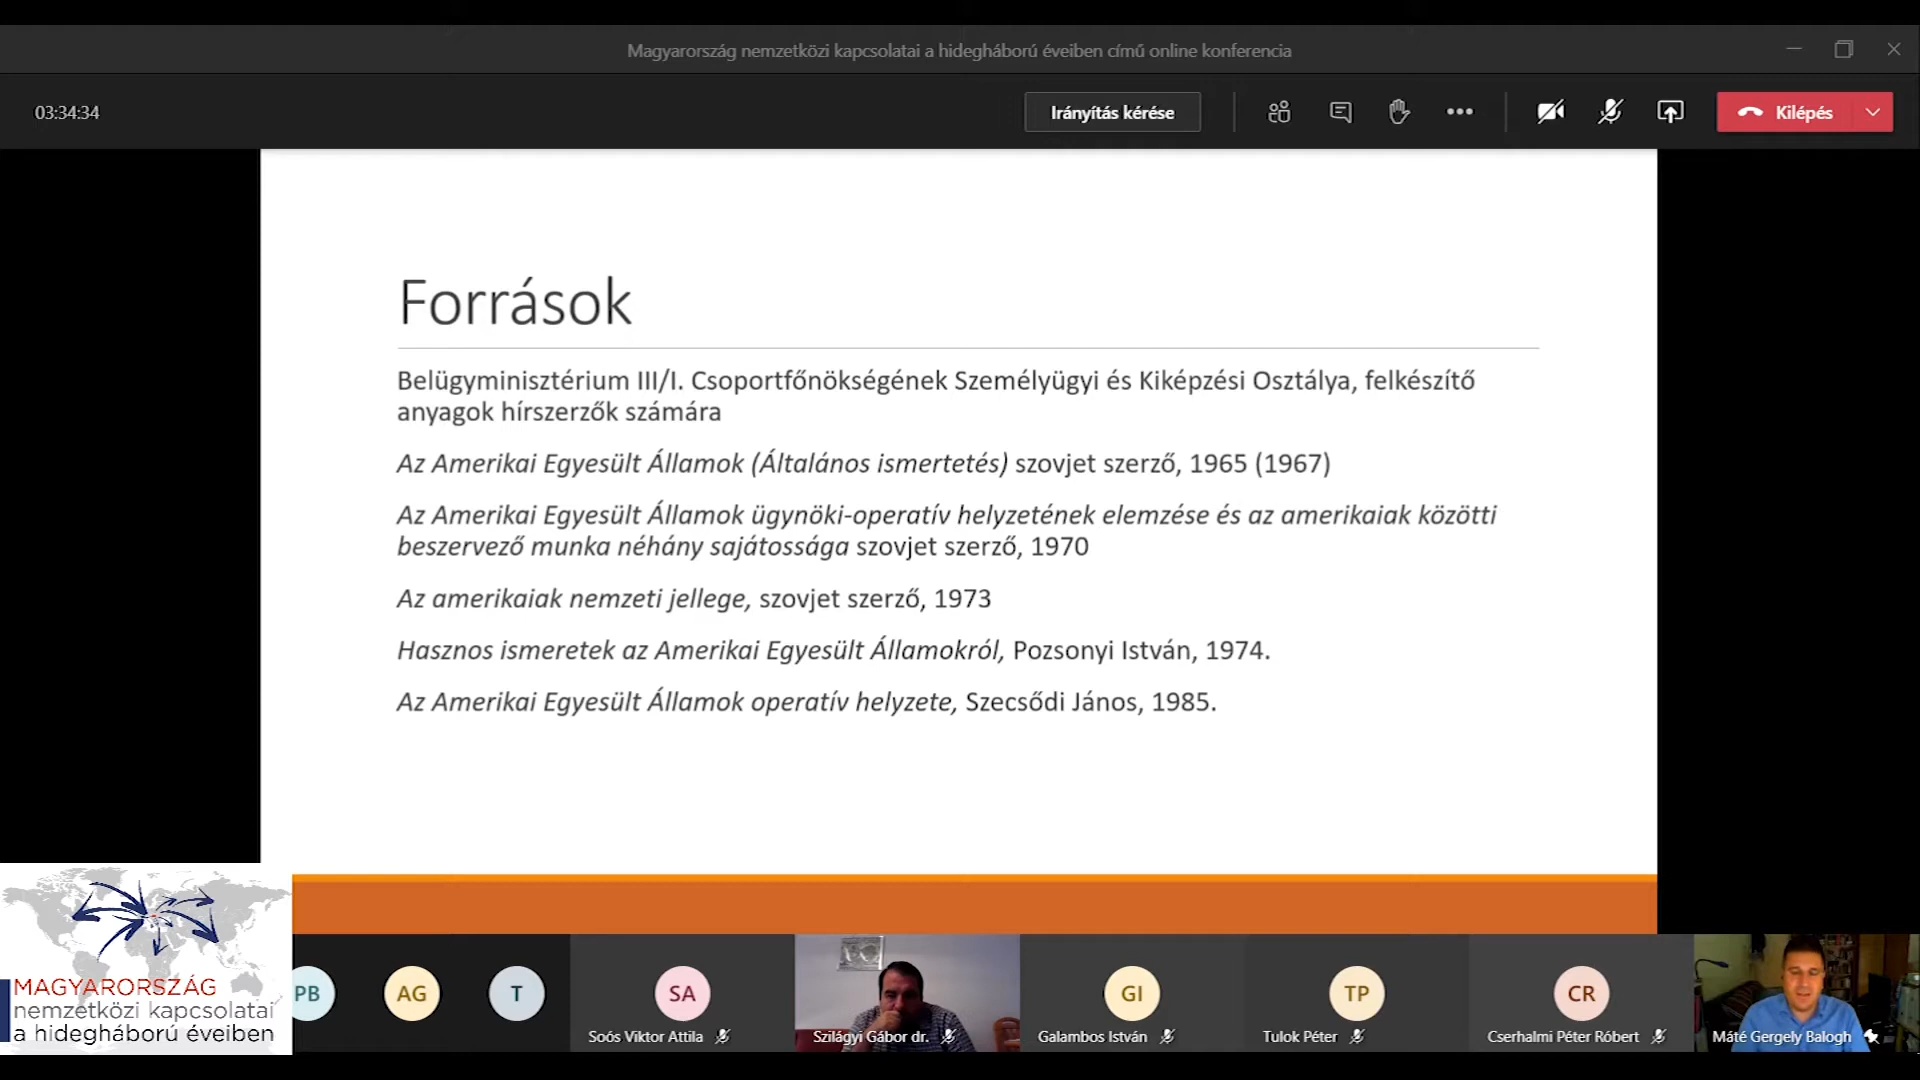 Magyarország nemzetközi kapcsolatai a hidegháború éveiben című online konferencia
03:34:34
Irányítás kérése
Kilépés
Források
Belügyminisztérium III/I. Csoportfőnökségének Személyügyi és Kiképzési Osztálya, felkészítő
anyagok hírszerzők számára
Az Amerikai Egyesült Államok (Általános ismertetés) szovjet szerző, 1965 (1967)
Az Amerikai Egyesült Államok ügynöki-operatív helyzetének elemzése és az amerikaiak közötti
beszervező munka néhány sajátossága szovjet szerző, 1970
Az amerikaiak nemzeti jellege, szovjet szerző, 1973
Hasznos ismeretek az Amerikai Egyesült Államokról, Pozsonyi István, 1974.
Az Amerikai Egyesült Államok operatív helyzete, Szecsődi János, 1985.
MAGYARORSZÁG
nemzetközi kapcsolatai
a hidegháború éveiben
PB
AG
T
SA
GI
TP
CR
Soós Viktor Attila
Szilágyi Gábor dr.
Galambos István
Tulok Péter
Cserhalmi Péter Róbert
Máté Gergely Balogh